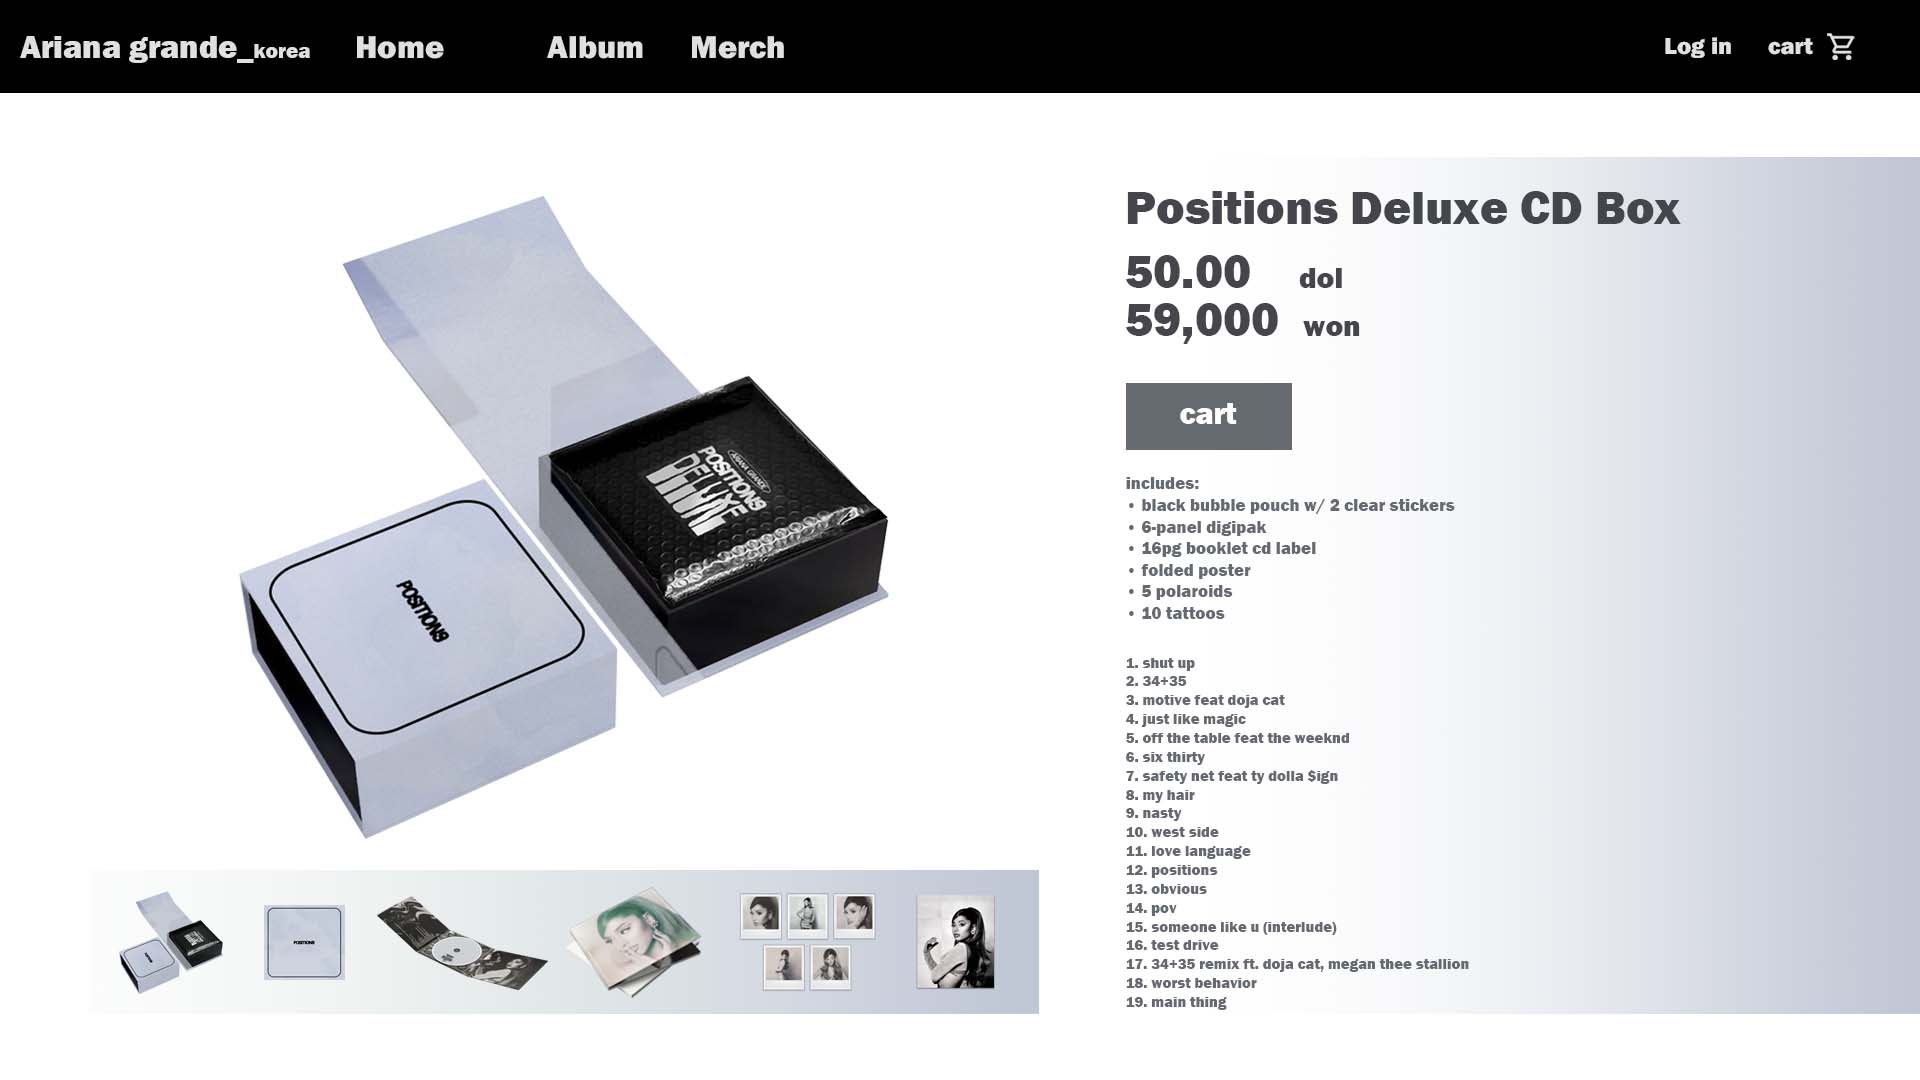 Ariana grande_korea Home Album Merch Log in cart
Positions Deluxe CD Box
50.00 dol
59,000 won
cart
includes:
• black bubble pouch w/ 2 clear stickers
• 6-panel digipak
• 16pg booklet cd label
• folded poster
• 5 polaroids
• 10 tattoos
1. shut up
2. 34+35
3. motive feat doja cat
4. just like magic
5. off the table feat the weeknd
6. six thirty
7. safety net feat ty dolla $ign
8. my hair
9. nasty
10. west side
11. love language
12. positions
13. obvious
14. pov
15. someone like u (interlude)
16. test drive
17. 34+35 remix ft. doja cat, megan thee stallion
18. worst behavior
19. main thing
ARIANA GRANDE
POSITIONS
DELUXE
POSITIONS
POSITIONS